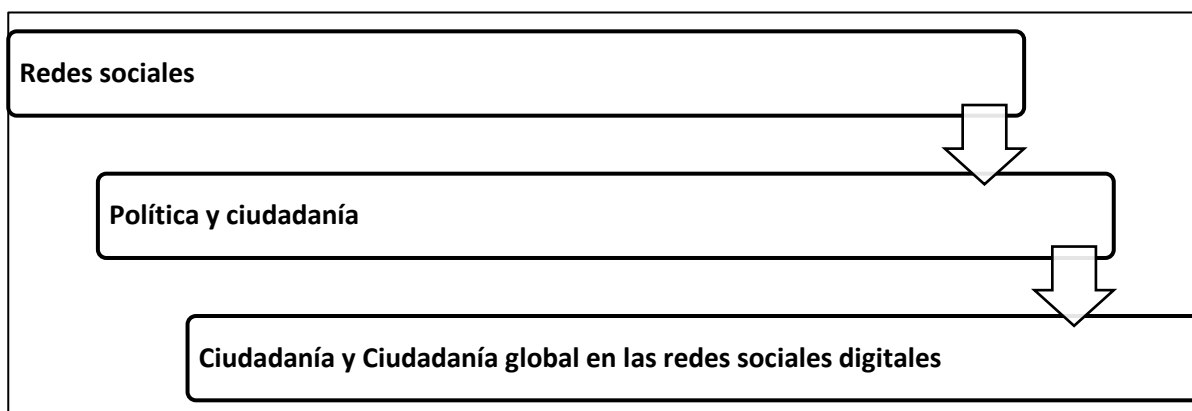 Redes sociales
Política y ciudadanía
Ciudadanía y Ciudadanía global en las redes sociales digitales